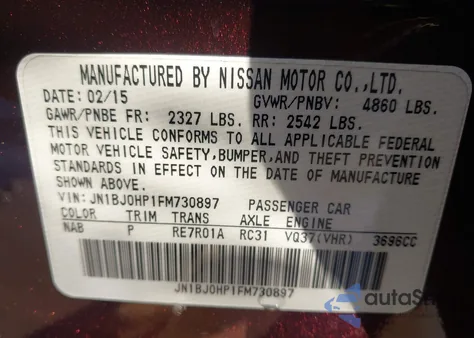 MANUFACTURED BY NISSAN MOTOR CO.,LTD.
DATE: 02/15 GVWR/PNBV: 4860 LBS.
GAWR/PNBE FR: 2327 LBS. RR: 2542 LBS.
THIS VEHICLE CONFORMS TO ALL APPLICABLE FEDERAL
MOTOR VEHICLE SAFETY, BUMPER, AND THEFT PREVENTION
STANDARDS IN EFFECT ON THE DATE OF MANUFACTURE
SHOWN ABOVE.
VIN: JN1BJ0HP1FM730897 PASSENGER CAR
COLOR TRIM TRANS AXLE ENGINE
NAB P RE7R01A RC31 VQ37(VHR) 3696CC
JN1BJ0HP1FM730897